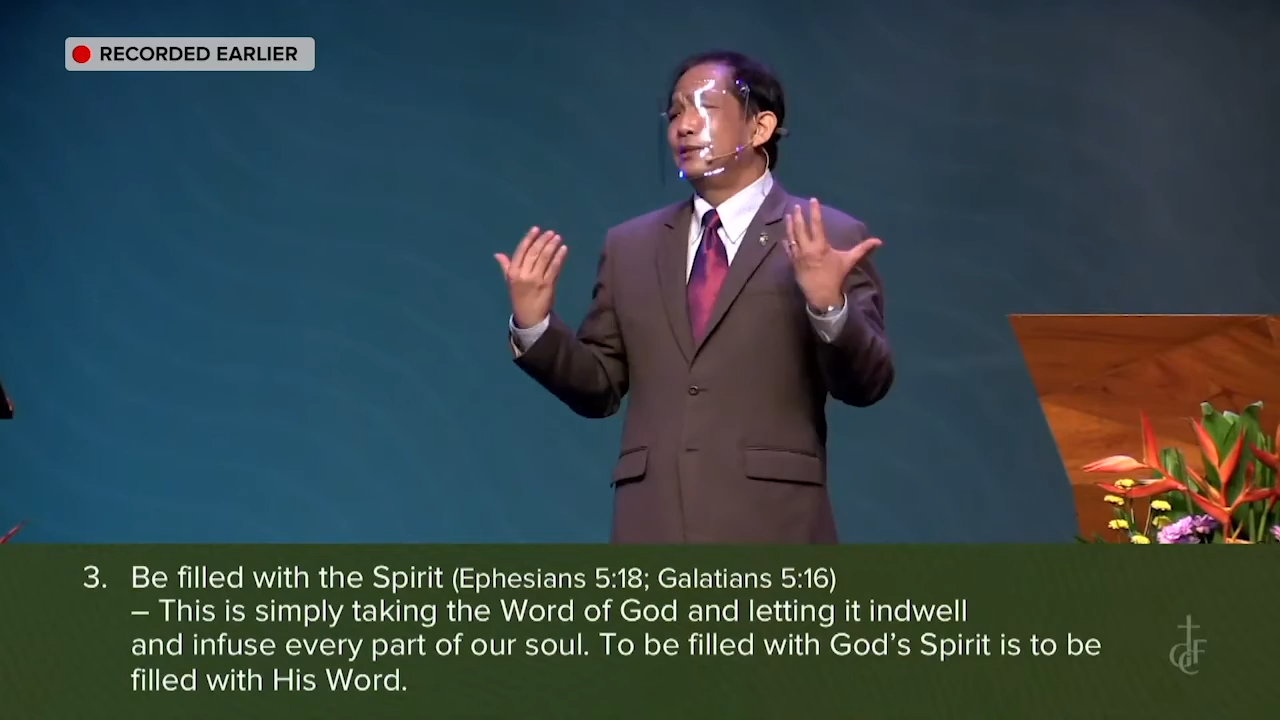 RECORDED EARLIER
3. Be filled with the Spirit (Ephesians 5:18; Galatians 5:16)
– This is simply taking the Word of God and letting it indwell
and infuse every part of our soul. To be filled with God's Spirit is to be
filled with His Word.